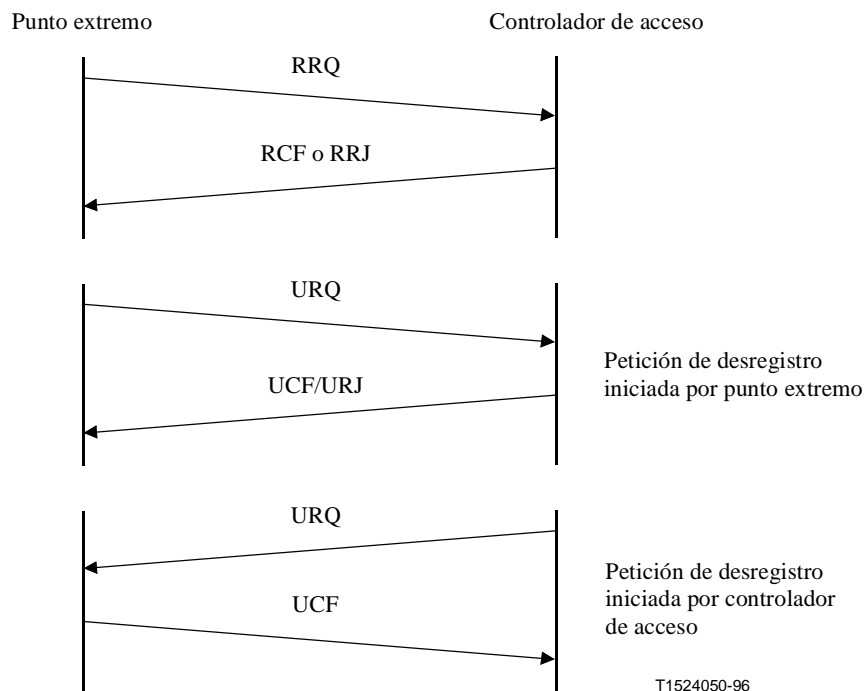 Punto extremo
Controlador de acceso
RRQ
RCF o RRJ
URQ
UCF/URJ
Petición de desregistro
iniciada por punto extremo
URQ
UCF
Petición de desregistro
iniciada por controlador
de acceso
T1524050-96